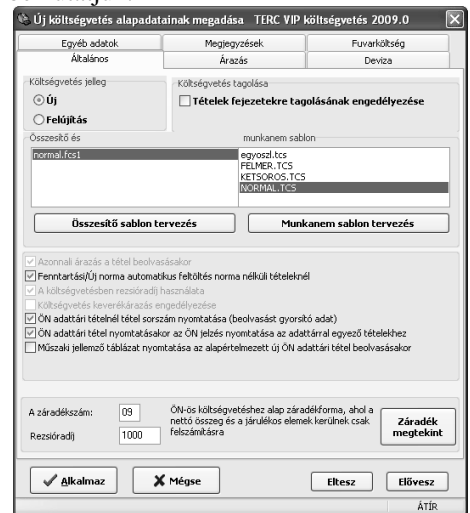 Új költségvetés alapadatainak megadása TERC VIP költségvetés 2009.0
Egyéb adatok Megjegyzések Fuvarköltség
Általános Árazás Deviza
Költségvetés jelleg
Új
Felújítás
Költségvetés tagolása
Tételek fejezetekre tagolásának engedélyezése
Összesítő és munkanem sablon
normal.fcs1
egyoszl.tcs
FELMER.TCS
KETSOROS.TCS
NORMAL.TCS
Összesítő sablon tervezés Munkanem sablon tervezés
Azonnali árazás a tétel beolvasásakor
Fenntartási/Új norma automatikus feltöltés norma nélküli tételeknél
A költségvetésben rezsióradíj használata
Költségvetés keverékárazás engedélyezése
ÖN adattári tételnél tétel sorszám nyomtatása (beolvasást gyorsító adat)
ÖN adattári tétel nyomtatásakor az ÖN jelzés nyomtatása az adattárral egyező tételekhez
Műszaki jellemző táblázat nyomtatása az alapértelmezett új ÖN adattári tétel beolvasásakor
A záradékszám: 09
Rezsióradíj 1000
ÖN-ös költségvetéshez alap záradékforma, ahol a
nettó összeg és a járulékos elemek kerülnek csak
felszámításra
Záradék
megtekint
Alkalmaz Mégse Eltesz Elővesz
ÁTÍR